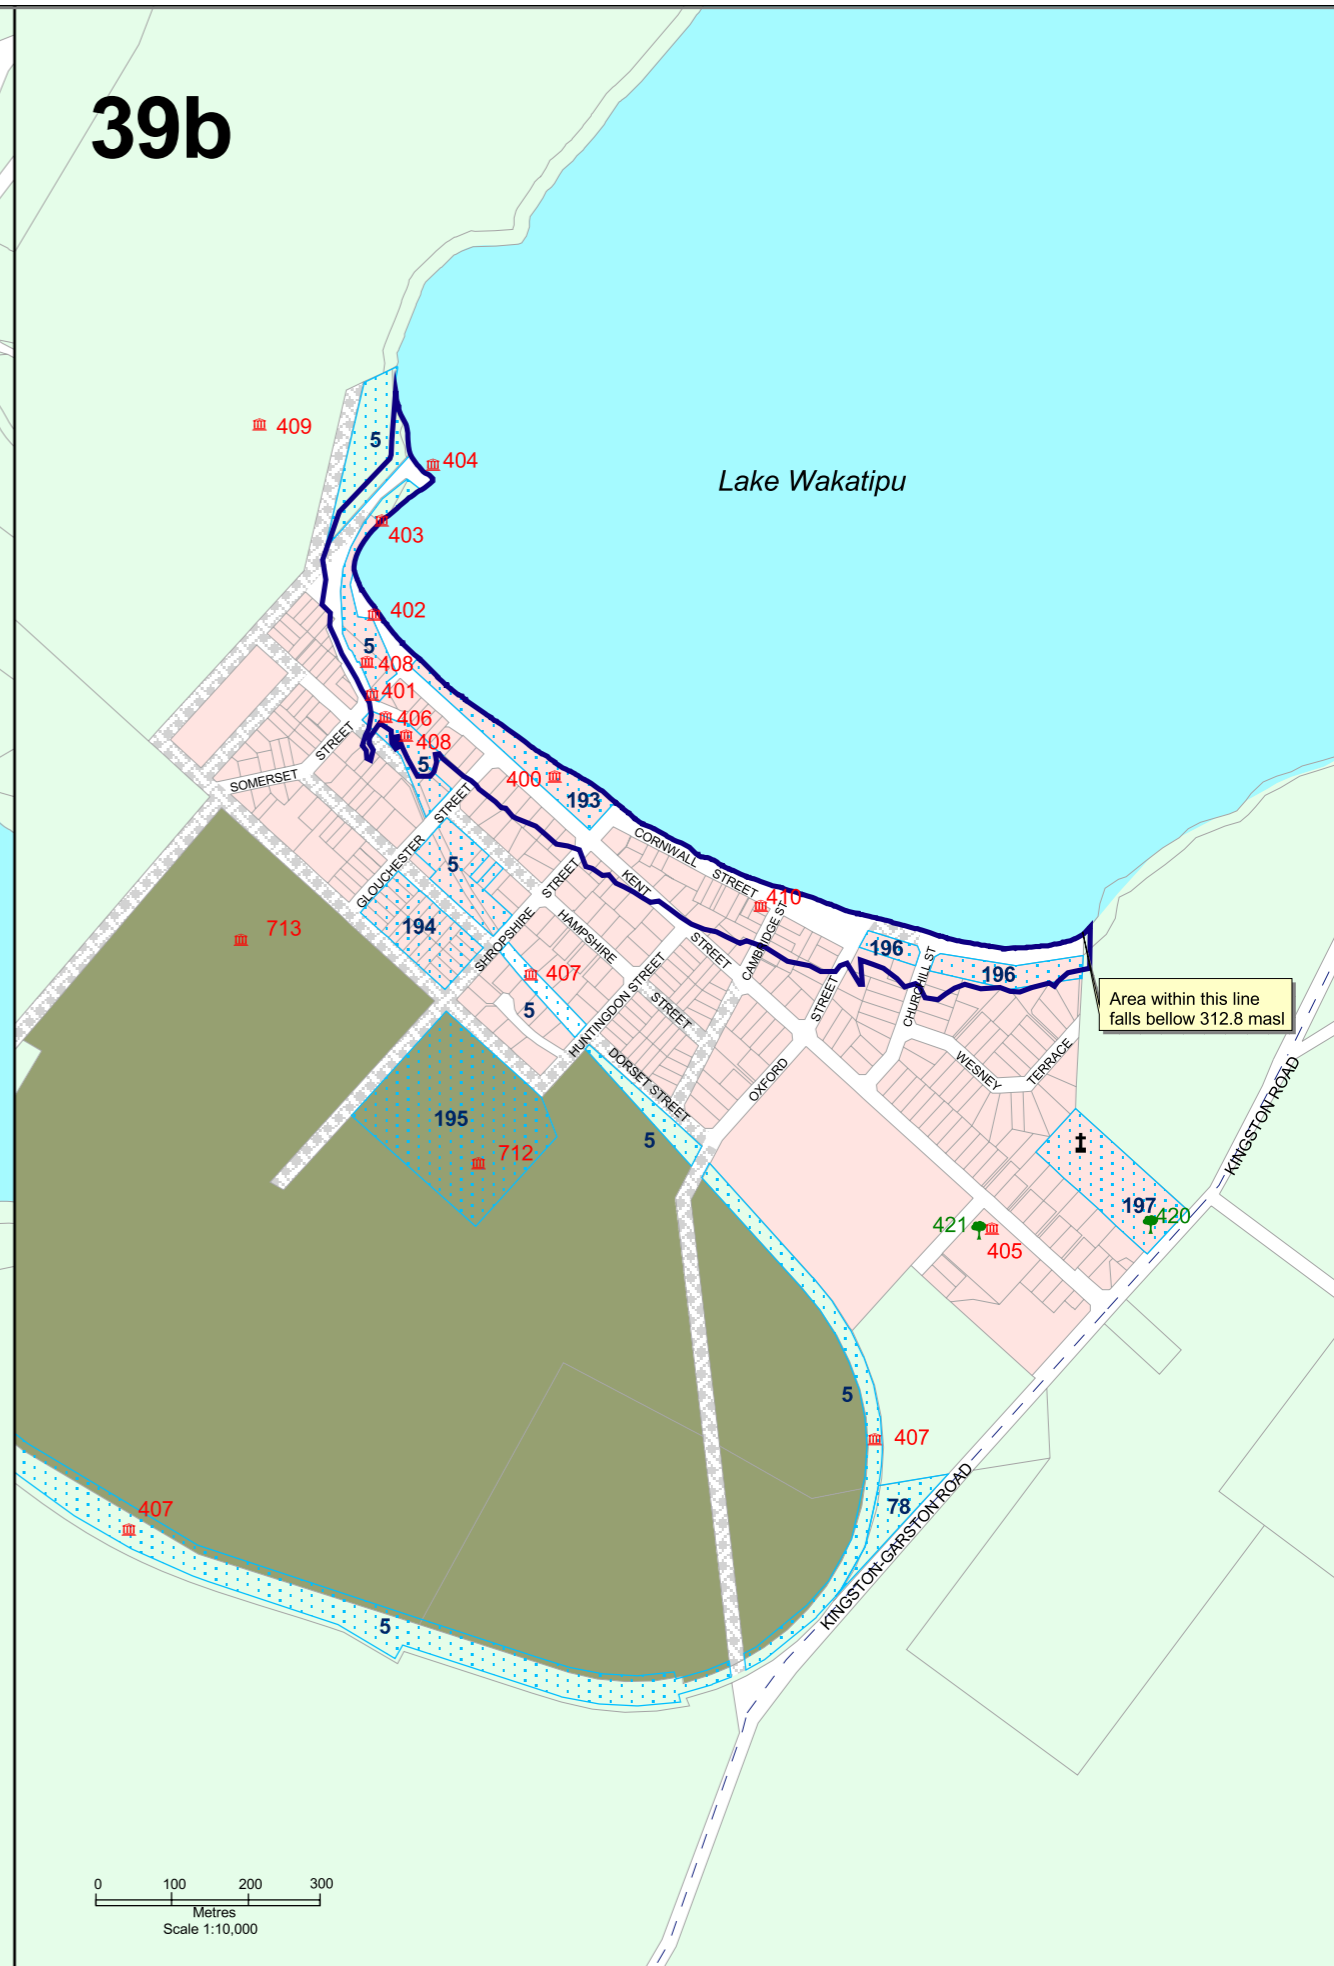 39b
409
5
404
Lake Wakatipu
403
402
5
408
401
406
408
5
STREET
SOMERSET
400
193
STREET
GLOUCHESTER
CORNWALL
STREET
5
STREET
KENT
410
194
SHROPSHIRE
HAMPSHIRE
STREET
CAMBRIDGE ST
196
196
713
407
STREET
CHURCHILL ST
5
HUNTINGDON STREET
STREET
Area within this line
falls bellow 312.8 masl
DORSET STREET
OXFORD
WESNEY
TERRACE
KINGSTON ROAD
195
5
712
197
420
421
405
5
407
78
KINGSTON-GARSTON ROAD
407
5
0 100 200 300
Metres
Scale 1:10,000